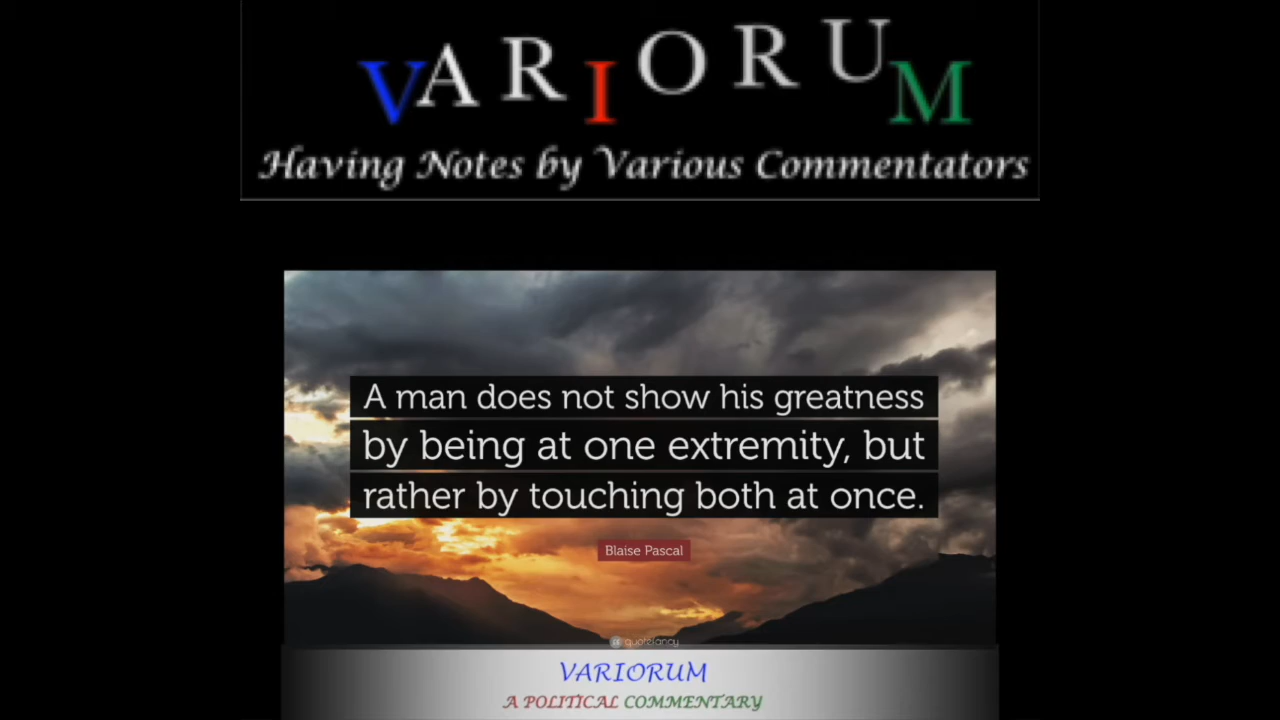 VARIORUM
Having Notes by Various Commentators
A man does not show his greatness
by being at one extremity, but
rather by touching both at once.
Blaise Pascal
quotefancy
VARIORUM
A POLITICAL COMMENTARY